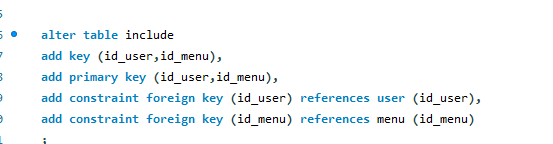 alter table include
add key (id_user,id_menu),
add primary key (id_user,id_menu),
add constraint foreign key (id_user) references user (id_user),
add constraint foreign key (id_menu) references menu (id_menu)
;